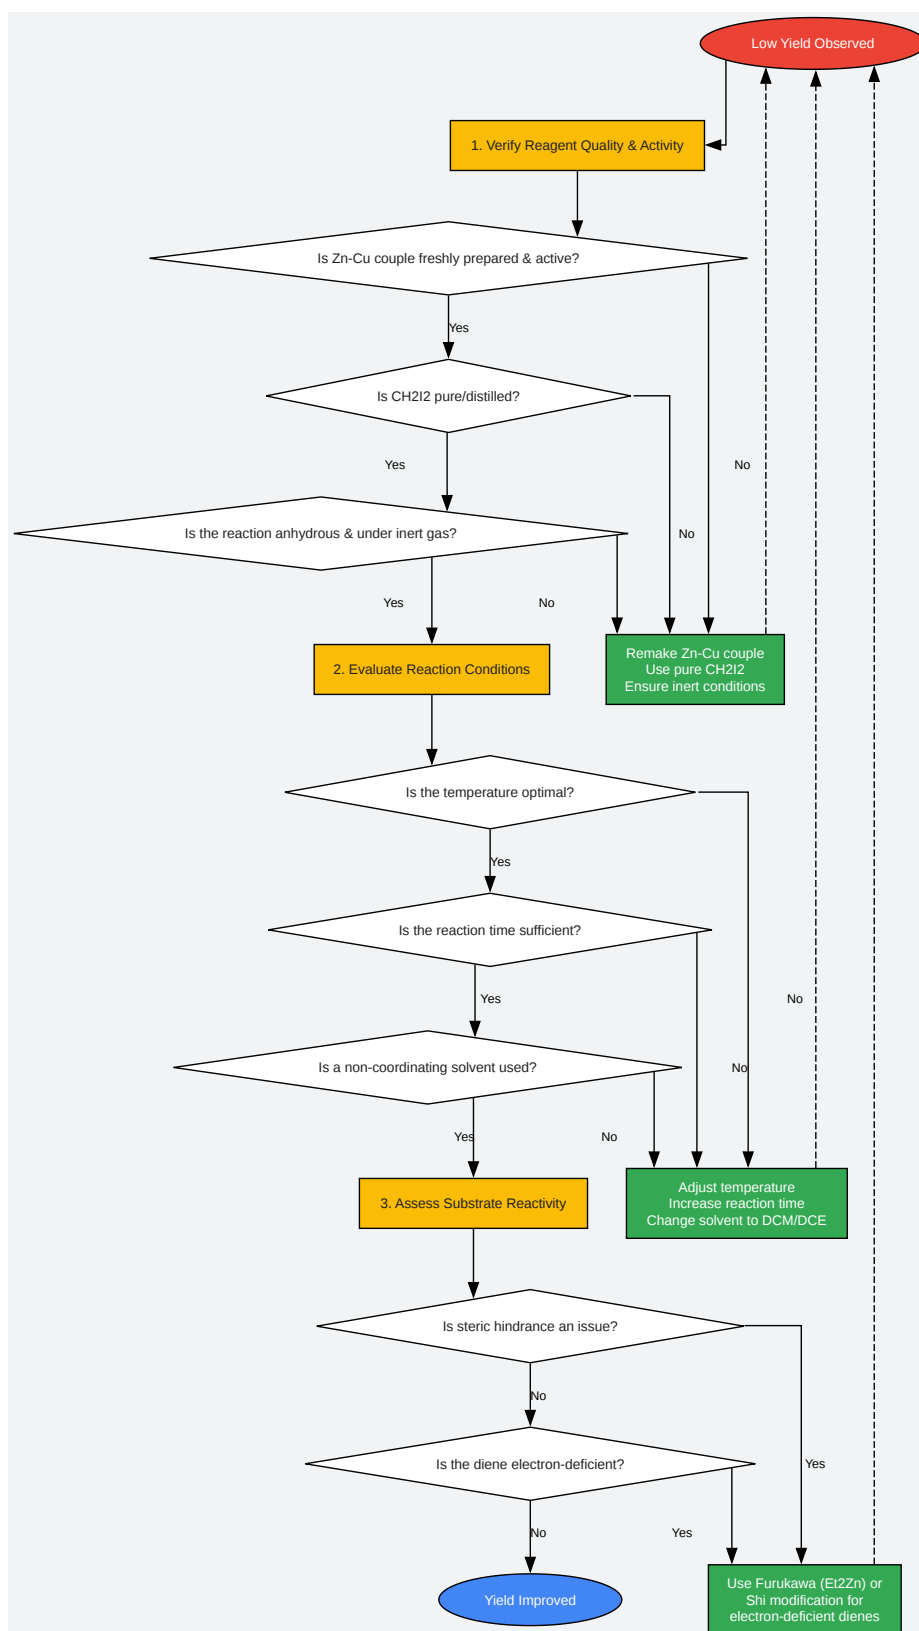 Low Yield Observed
1. Verify Reagent Quality & Activity
Is Zn-Cu couple freshly prepared & active?
Yes
Is CH2I2 pure/distilled?
Yes
No
Is the reaction anhydrous & under inert gas?
No
Yes
No
Remake Zn-Cu couple
Use pure CH2I2
Ensure inert conditions
2. Evaluate Reaction Conditions
Is the temperature optimal?
Yes
Is the reaction time sufficient?
Yes
No
Is a non-coordinating solvent used?
No
Yes
No
Adjust temperature
Increase reaction time
Change solvent to DCM/DCE
3. Assess Substrate Reactivity
Is steric hindrance an issue?
No
Is the diene electron-deficient?
Yes
No
Yes
Use Furukawa (Et2Zn) or
Shi modification for
electron-deficient dienes
Yield Improved